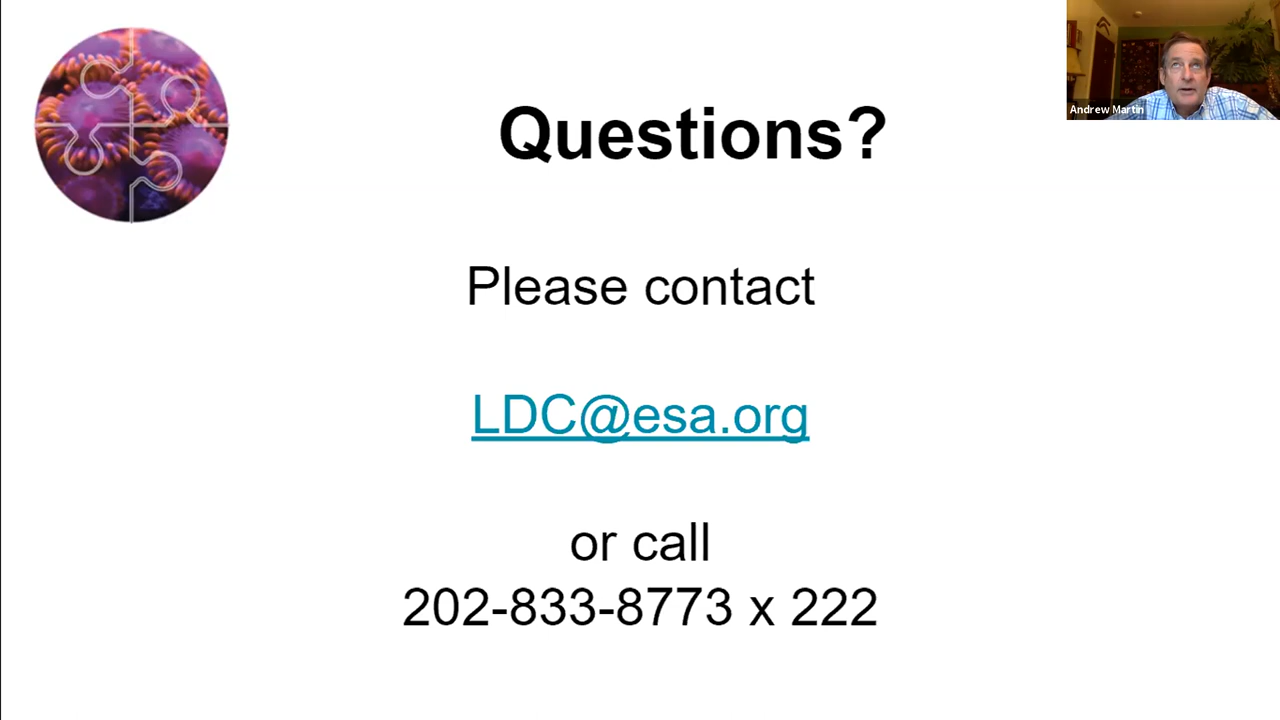 Questions?
Andrew Martin
Please contact
LDC@esa.org
or call
202-833-8773 x 222